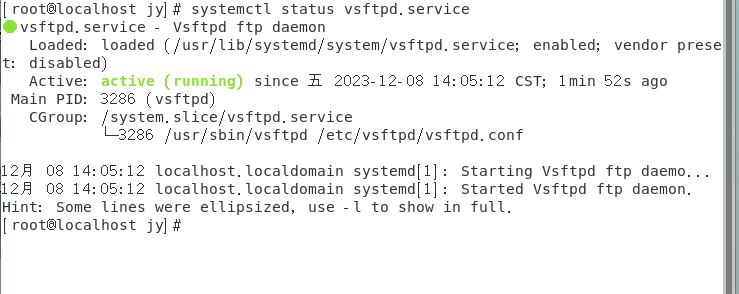 [root@localhost jy]# systemctl status vsftpd.service
vsftpd.service - Vsftpd ftp daemon
Loaded: loaded (/usr/lib/systemd/system/vsftpd.service; enabled; vendor prese
t: disabled)
Active: active (running) since 五 2023-12-08 14:05:12 CST; 1min 52s ago
Main PID: 3286 (vsftpd)
CGroup: /system.slice/vsftpd.service
└─3286 /usr/sbin/vsftpd /etc/vsftpd/vsftpd.conf
12月 08 14:05:12 localhost.localdomain systemd[1]: Starting Vsftpd ftp daemo...
12月 08 14:05:12 localhost.localdomain systemd[1]: Started Vsftpd ftp daemon.
Hint: Some lines were ellipsized, use -l to show in full.
[root@localhost jy]#